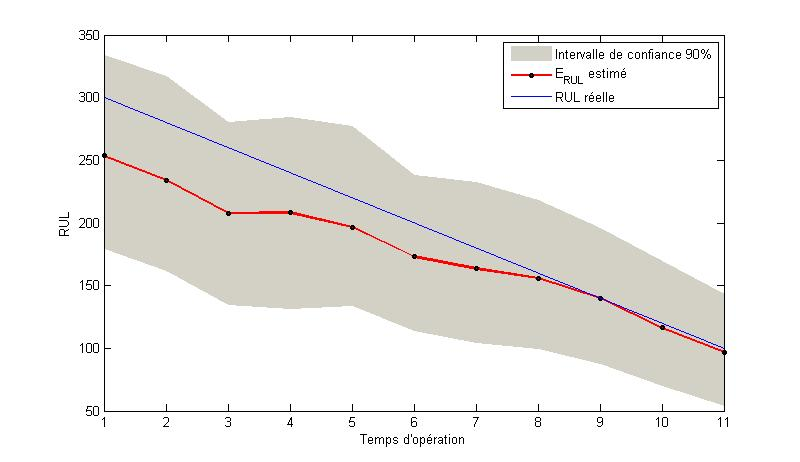 350
300
250
200
150
100
50
RUL
Intervalle de confiance 90%
E_RUL estimé
RUL réelle
1 2 3 4 5 6 7 8 9 10 11
Temps d'opération